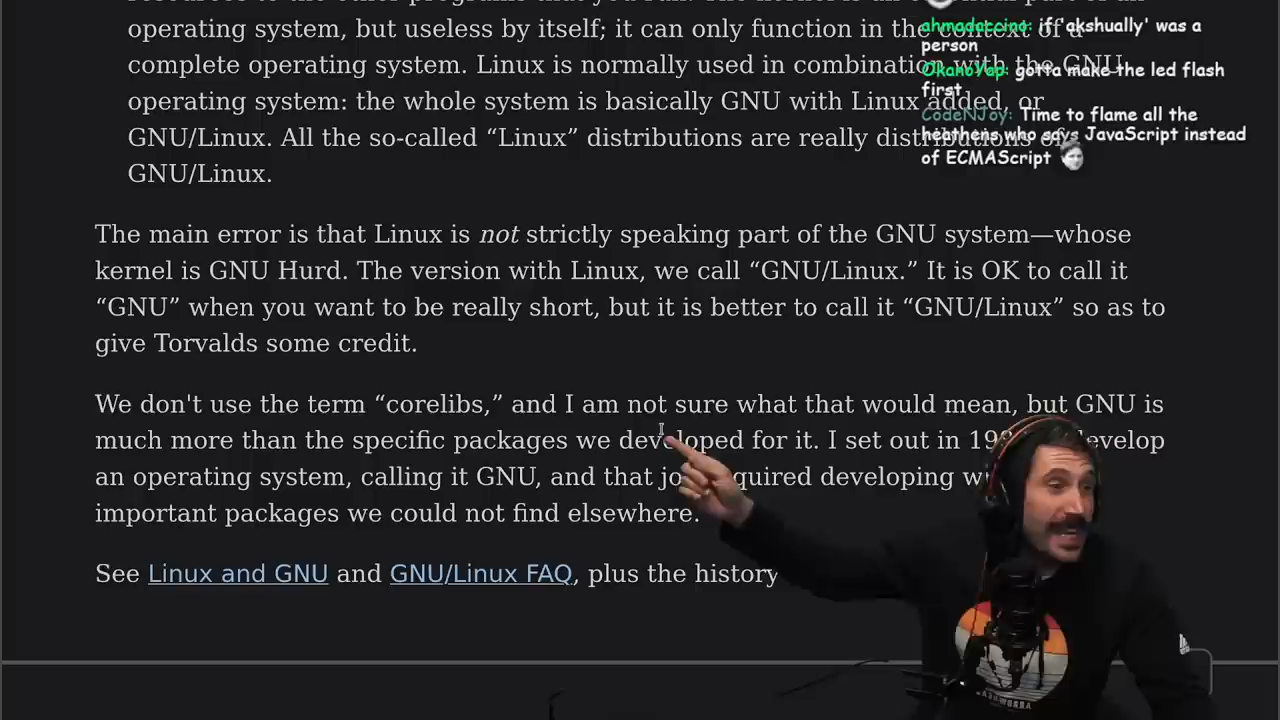 operating system, but useless by itself; it can only function in the context of a
complete operating system. Linux is normally used in combination with the GNU
operating system: the whole system is basically GNU with Linux added, or
GNU/Linux. All the so-called “Linux” distributions are really distributions of
GNU/Linux.
The main error is that Linux is not strictly speaking part of the GNU system—whose
kernel is GNU Hurd. The version with Linux, we call “GNU/Linux.” It is OK to call it
“GNU” when you want to be really short, but it is better to call it “GNU/Linux” so as to
give Torvalds some credit.
We don't use the term “corelibs,” and I am not sure what that would mean, but GNU is
much more than the specific packages we developed for it. I set out in develop
an operating system, calling it GNU, and that required developing
important packages we could not find elsewhere.
See Linux and GNU and GNU/Linux FAQ, plus the history
ahmadaccino: iff 'akshually' was a
person
OkanoYap: gotta make the led flash
first
CodeNJoy: Time to flame all the
heathens who says JavaScript instead
of ECMAScript